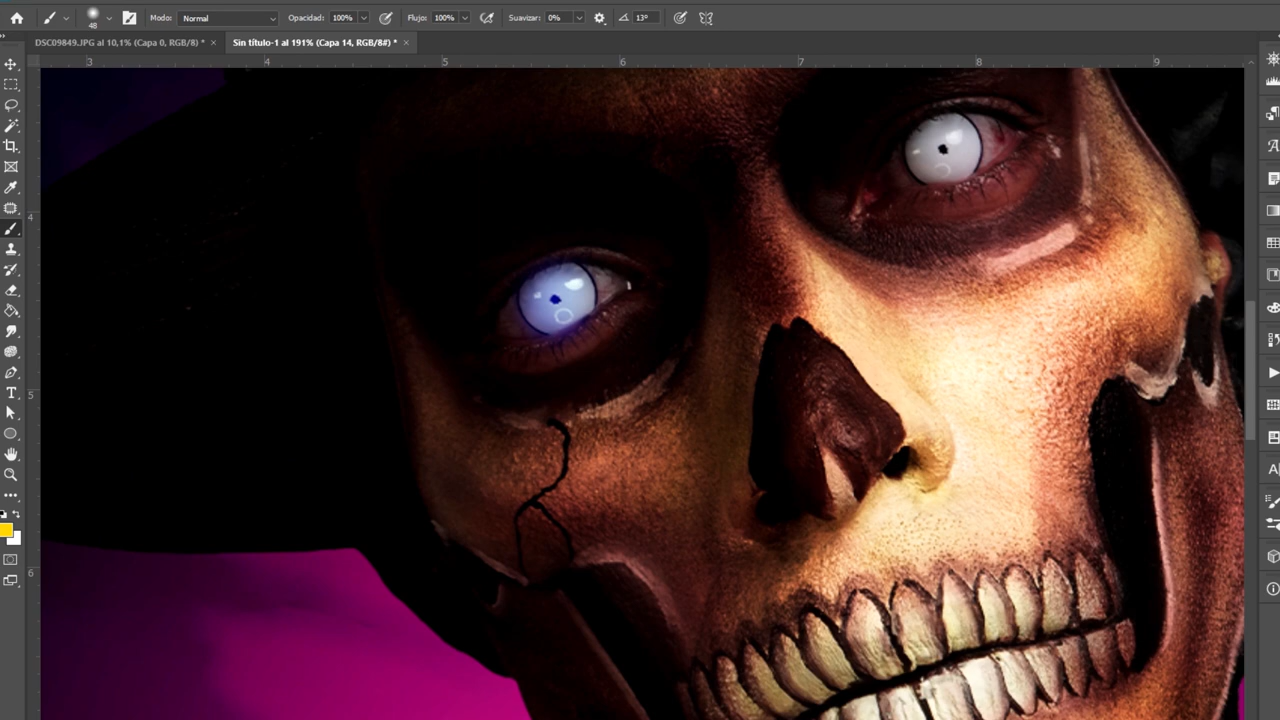 Modo: Normal Opacidad: 100% Flujo: 100% Suavizar: 0% 13°
48
DSC09849.JPG al 10,1% (Capa 0, RGB/8) * × Sin título-1 al 191% (Capa 14, RGB/8#) * ×
3 4 5 6 7 8 9
4
5
6